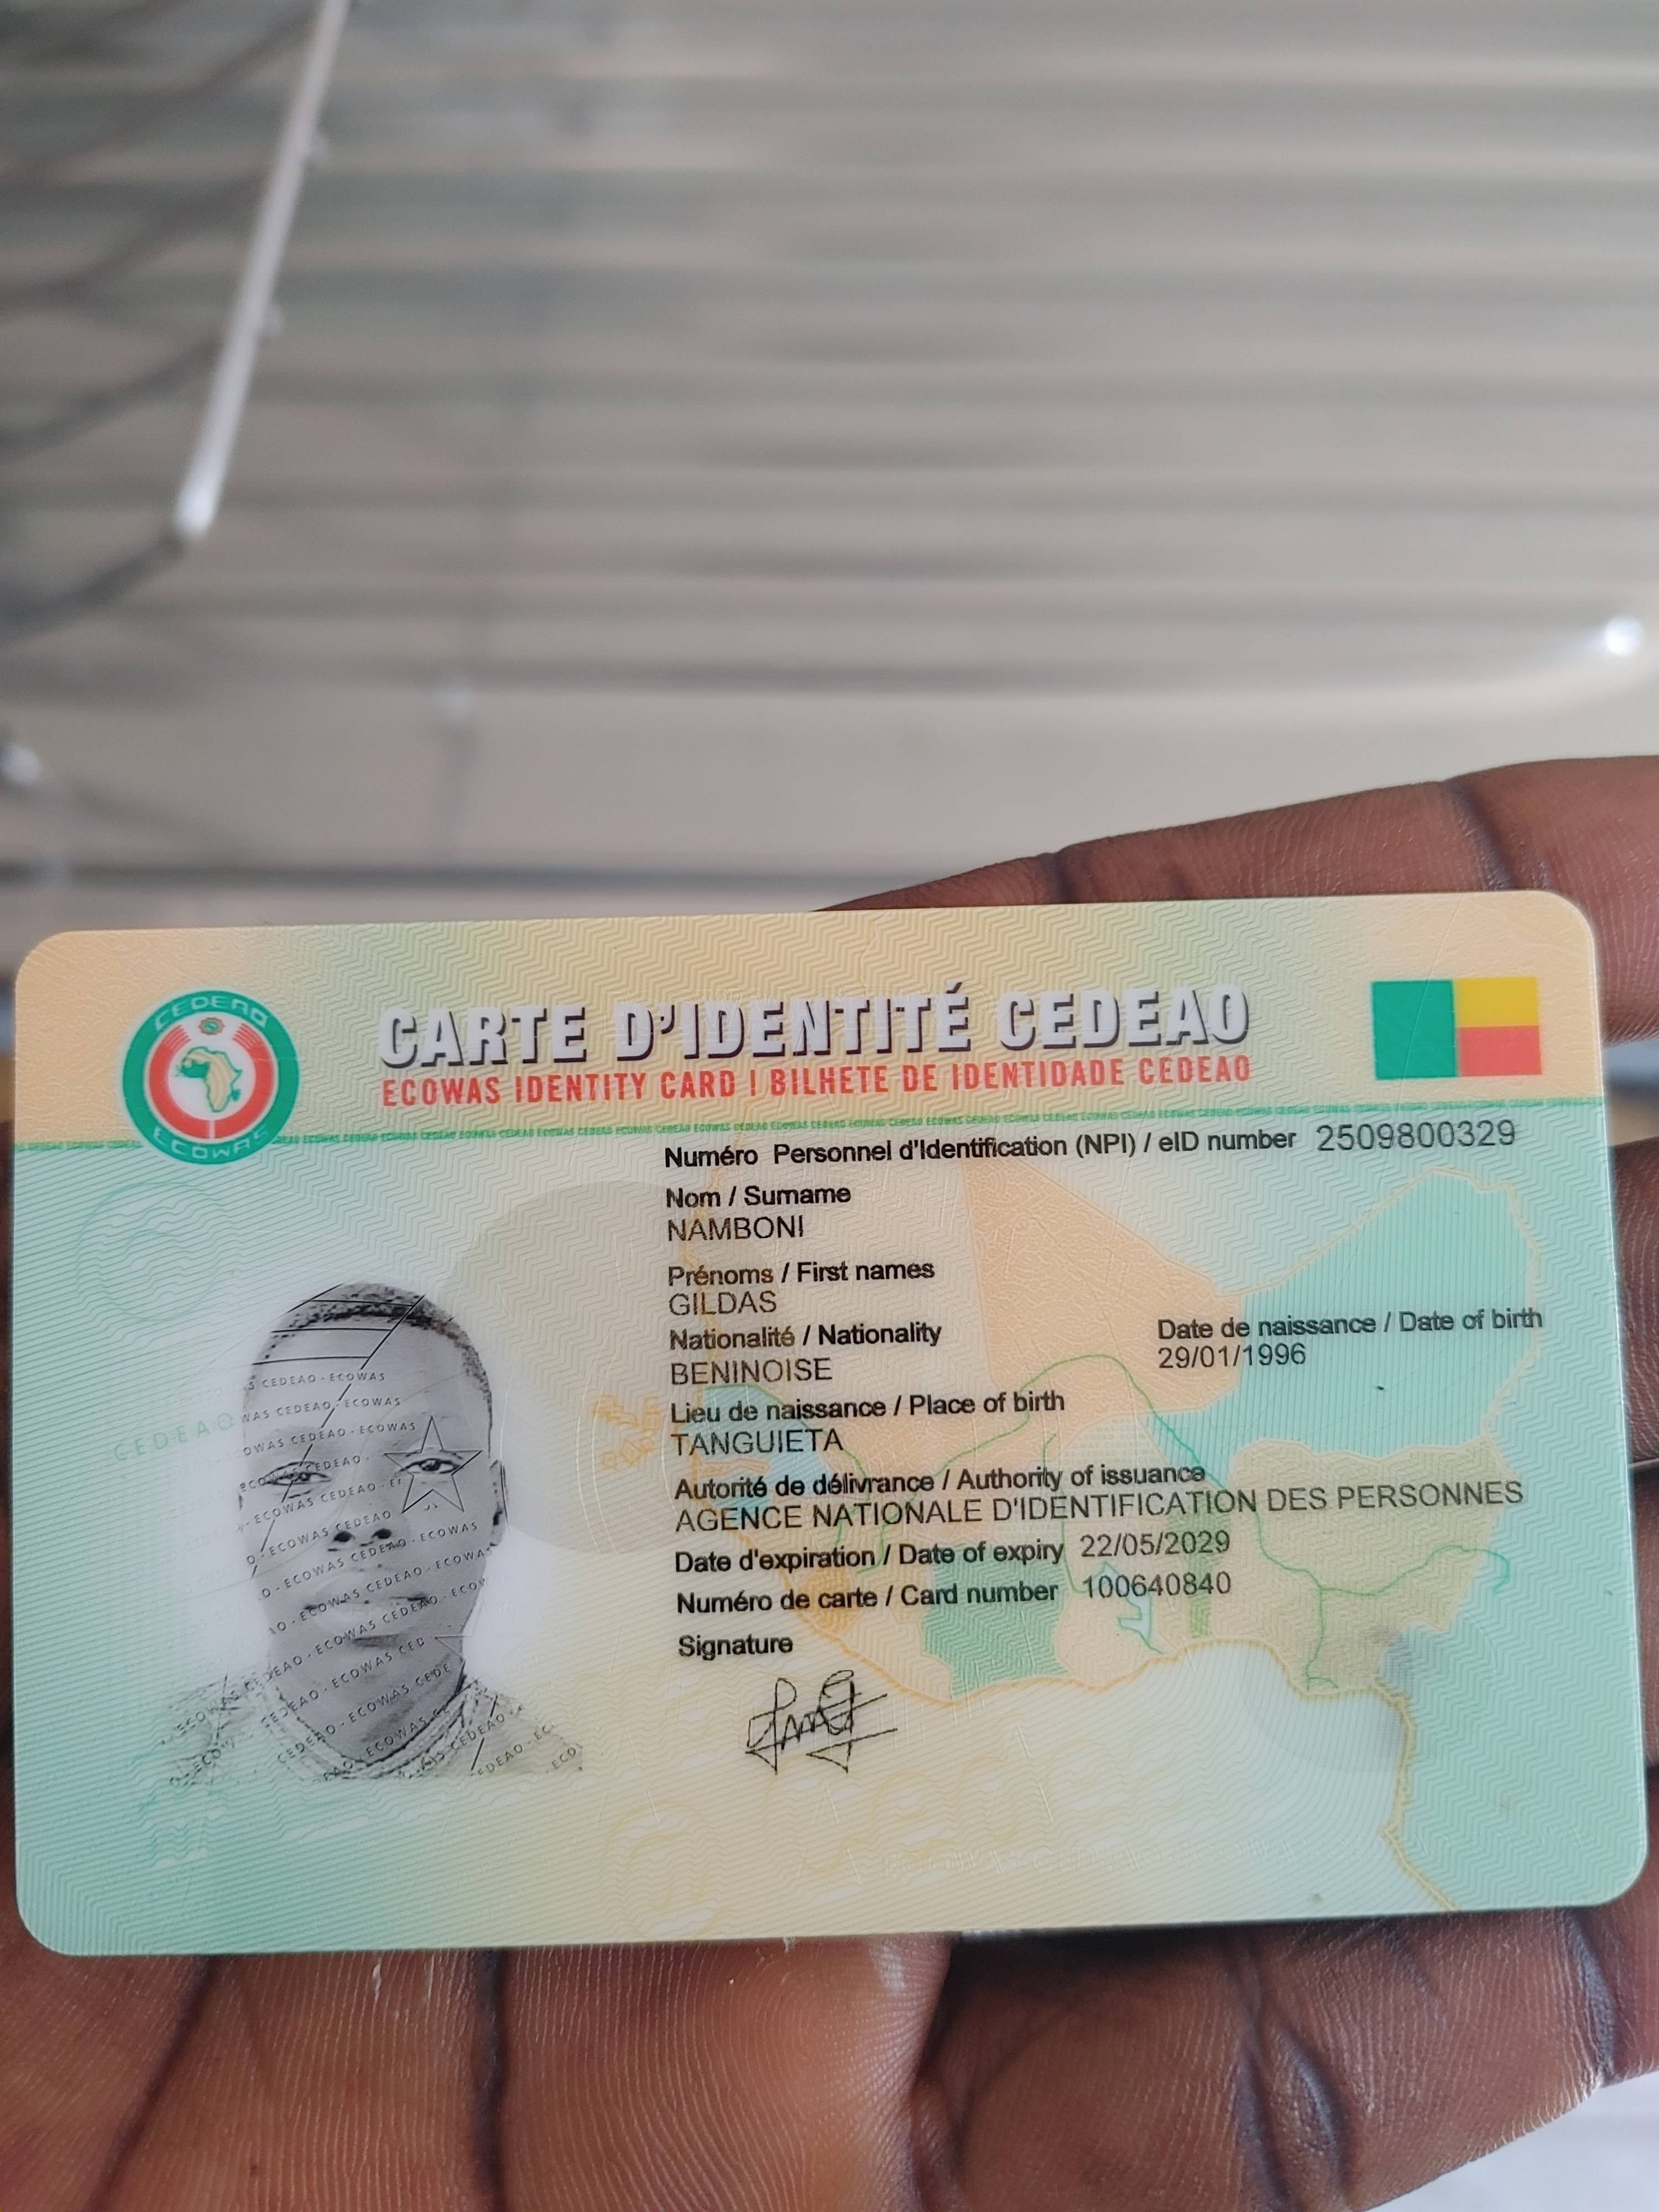 CEDEAO
ECOWAS
CARTE D'IDENTITÉ CEDEAO
ECOWAS IDENTITY CARD | BILHETE DE IDENTIDADE CEDEAO
Numéro Personnel d'Identification (NPI) / eID number 2509800329
Nom / Surname
NAMBONI
Prénoms / First names
GILDAS
Nationalité / Nationality
BENINOISE
Date de naissance / Date of birth
29/01/1996
Lieu de naissance / Place of birth
TANGUIETA
Autorité de délivrance / Authority of issuance
AGENCE NATIONALE D'IDENTIFICATION DES PERSONNES
Date d'expiration / Date of expiry 22/05/2029
Numéro de carte / Card number 100640840
Signature